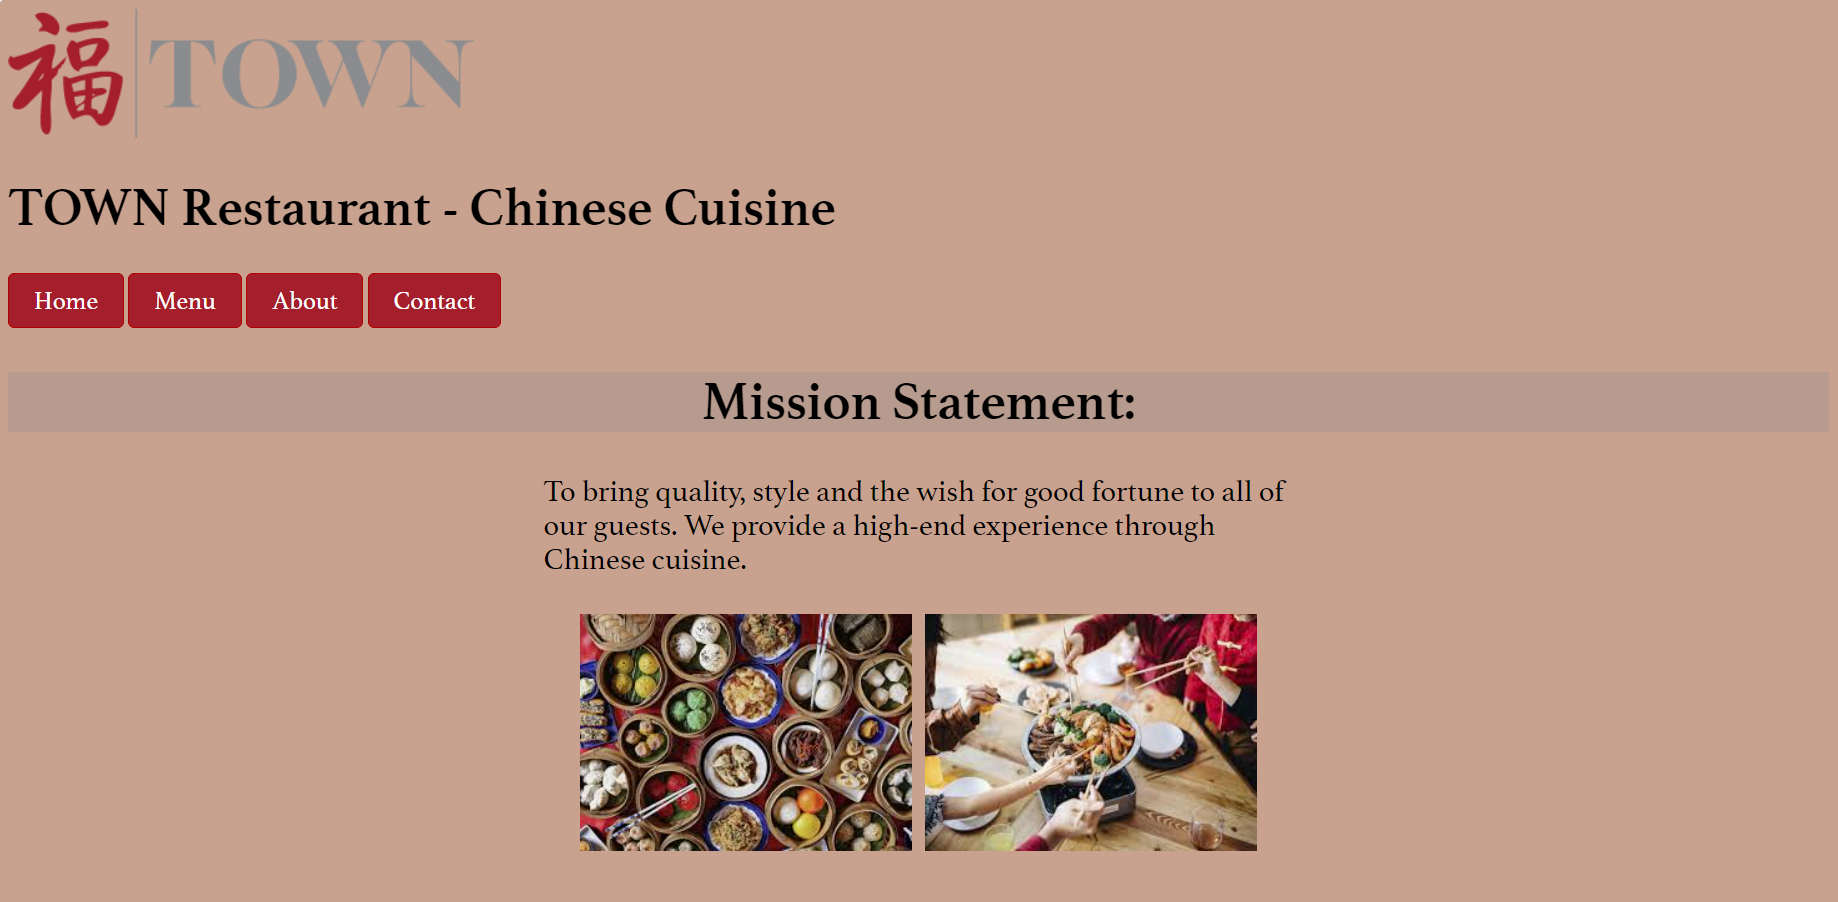 福 TOWN
TOWN Restaurant - Chinese Cuisine
Home Menu About Contact
Mission Statement:
To bring quality, style and the wish for good fortune to all of
our guests. We provide a high-end experience through
Chinese cuisine.